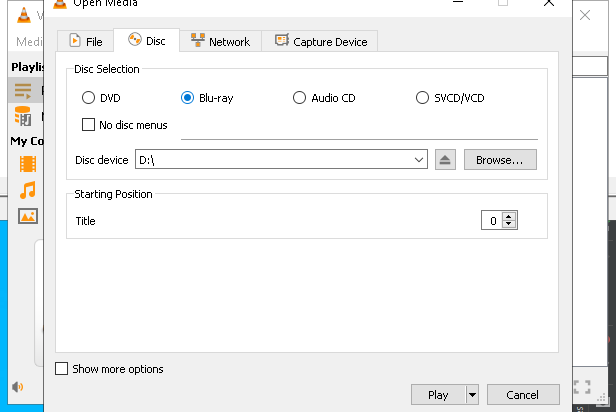 Open Media
Medi
File
Disc
Network
Capture Device
Playlis
Disc Selection
DVD
Blu-ray
Audio CD
SVCD/VCD
No disc menus
My Co
Disc device
D:\
Browse...
Starting Position
Title
0
Show more options
Play
Cancel